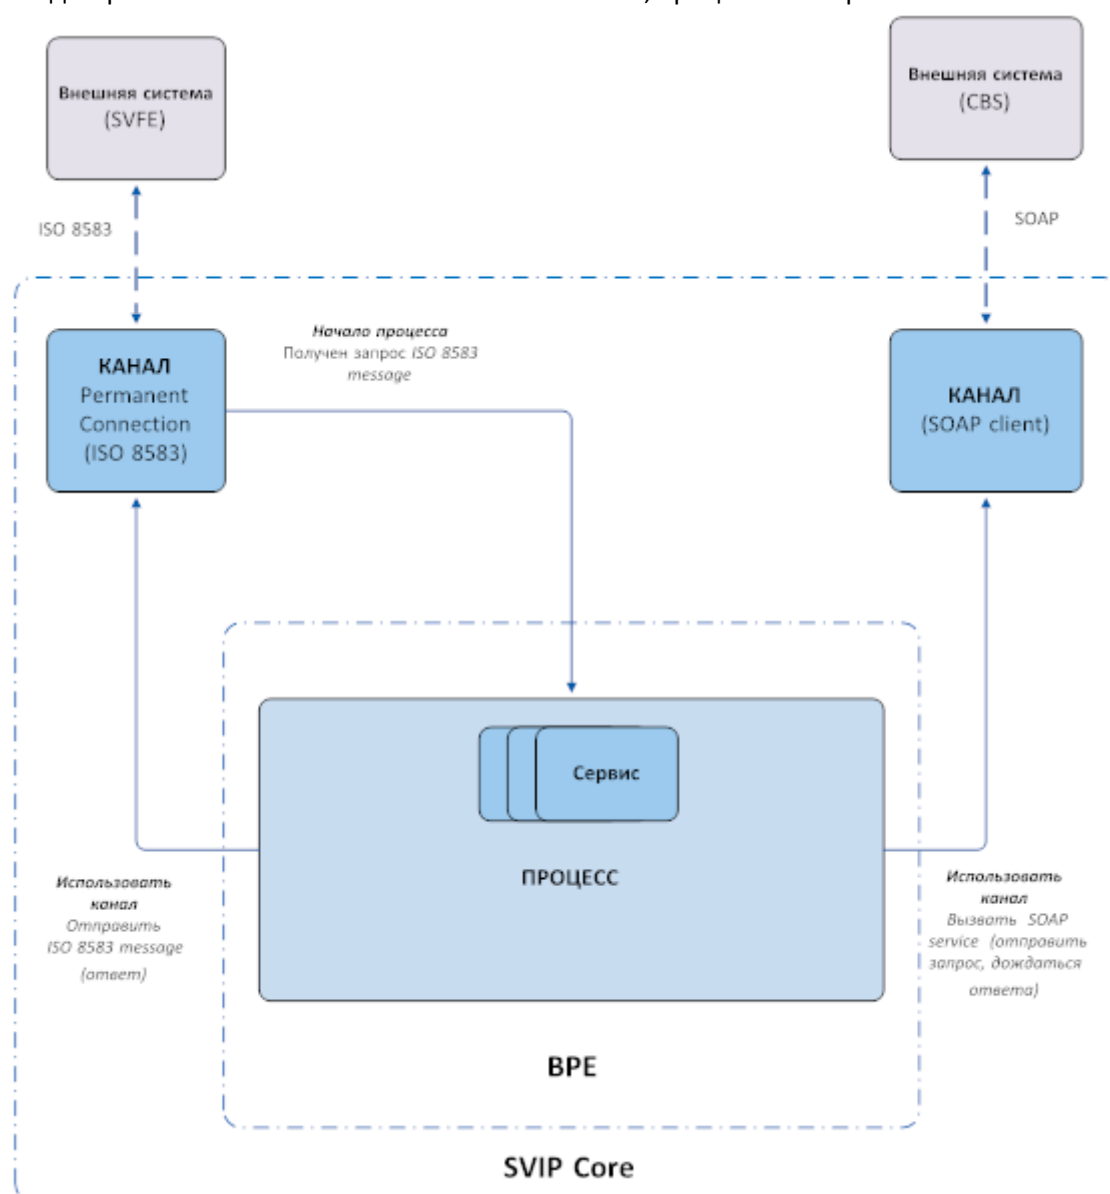 Внешняя система
(SVFE)
Внешняя система
(CBS)
ISO 8583
SOAP
КАНАЛ
Permanent
Connection
(ISO 8583)
Начало процесса
Получен запрос ISO 8583
message
КАНАЛ
(SOAP client)
Сервис
ПРОЦЕСС
Использовать
канал
Отправить
ISO 8583 message
(ответ)
Использовать
канал
Вызвать SOAP
service (отправить
запрос, дождаться
ответа)
BPE
SVIP Core